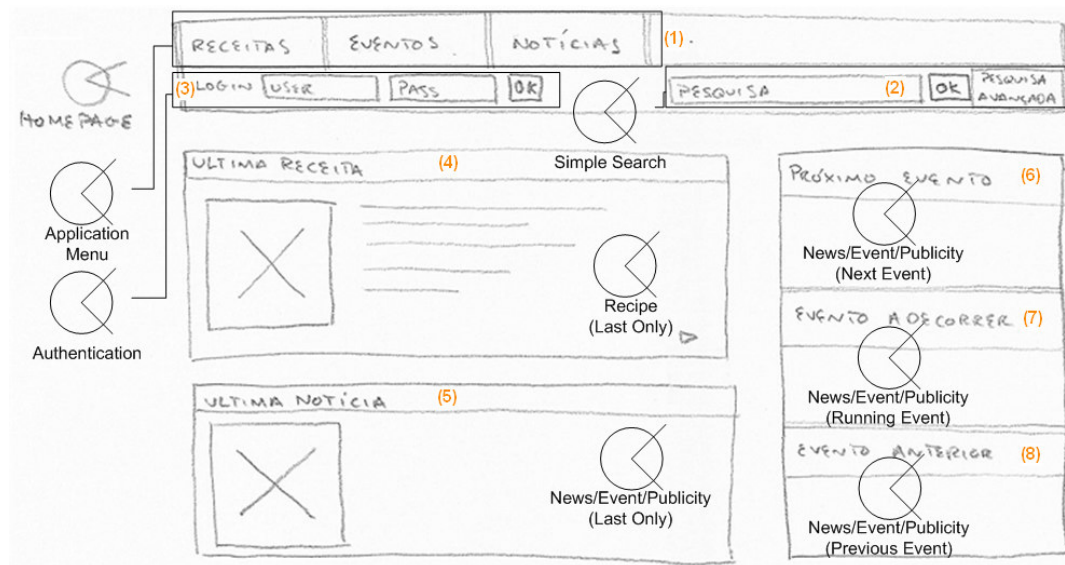 RECEITAS EVENTOS NOTÍCIAS (1)
(3) LOGIN USER PASS OK
PESQUISA (2) OK PESQUISA
AVANÇADA
HOMEPAGE
Simple Search
Application
Menu
Authentication
ULTIMA RECEITA (4)
Recipe
(Last Only)
ULTIMA NOTÍCIA (5)
News/Event/Publicity
(Last Only)
PRÓXIMO EVENTO (6)
News/Event/Publicity
(Next Event)
EVENTO A DECORRER (7)
News/Event/Publicity
(Running Event)
EVENTO ANTERIOR (8)
News/Event/Publicity
(Previous Event)